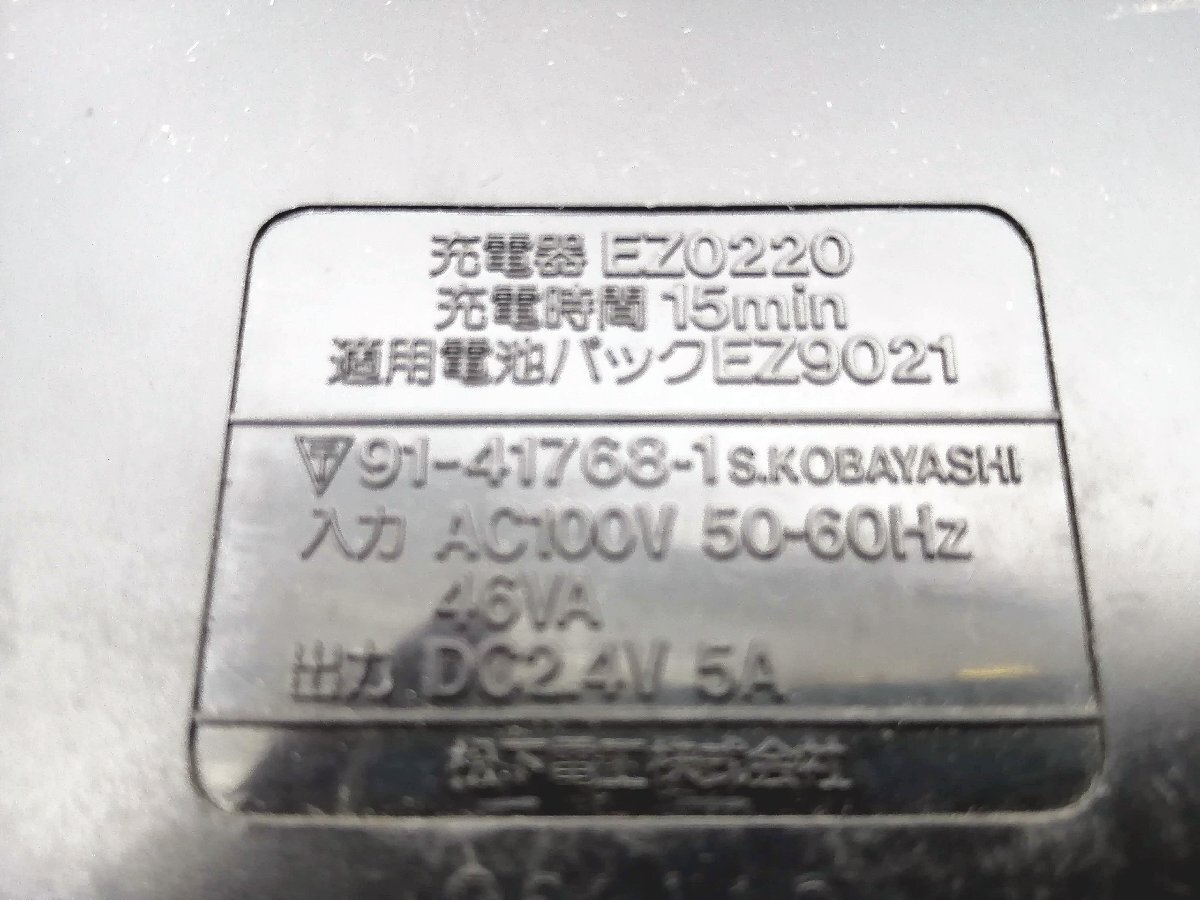 充電器 EZ0220
充電時間 15min
適用電池パックEZ9021
91-41768-1 S.KOBAYASHI
入力 AC100V 50-60Hz
46VA
出力 DC2.4V 5A
松下電工株式会社